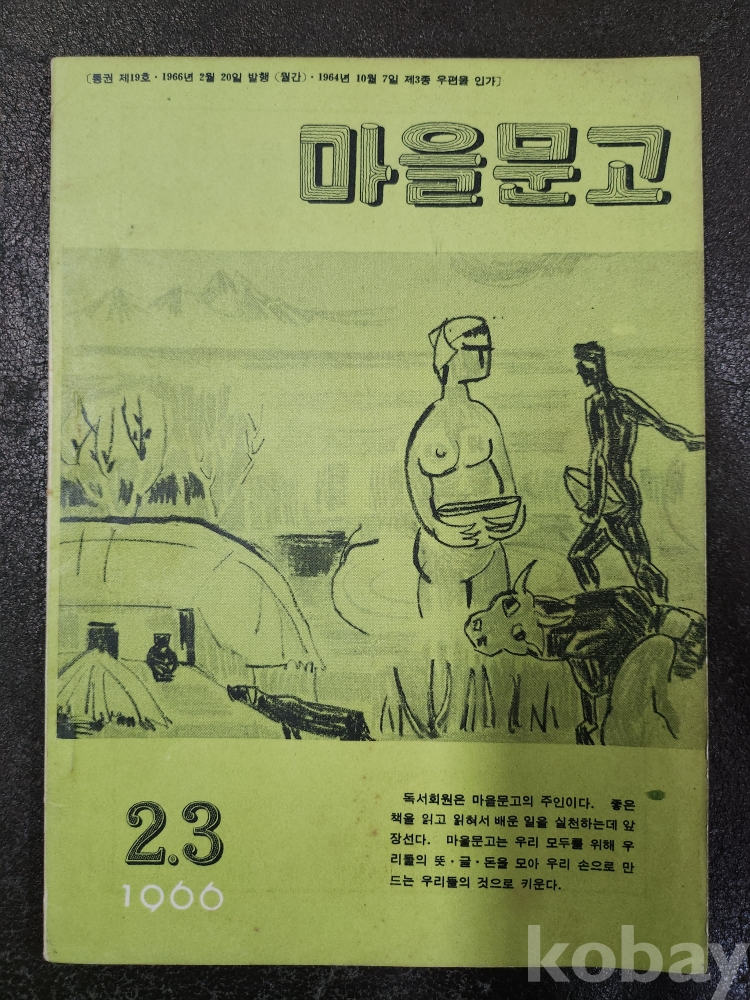 〔통권 제19호·1966년 2월 20일 발행 (월간)·1964년 10월 7일 제3종 우편물 인가〕
마을문고
독서회원은 마을문고의 주인이다. 좋은
책을 읽고 읽혀서 배운 일을 실천하는데 앞
장선다. 마을문고는 우리 모두를 위해 우
리들의 뜻·글·돈을 모아 우리 손으로 만
드는 우리들의 것으로 키운다.
2.3
1966
kobay